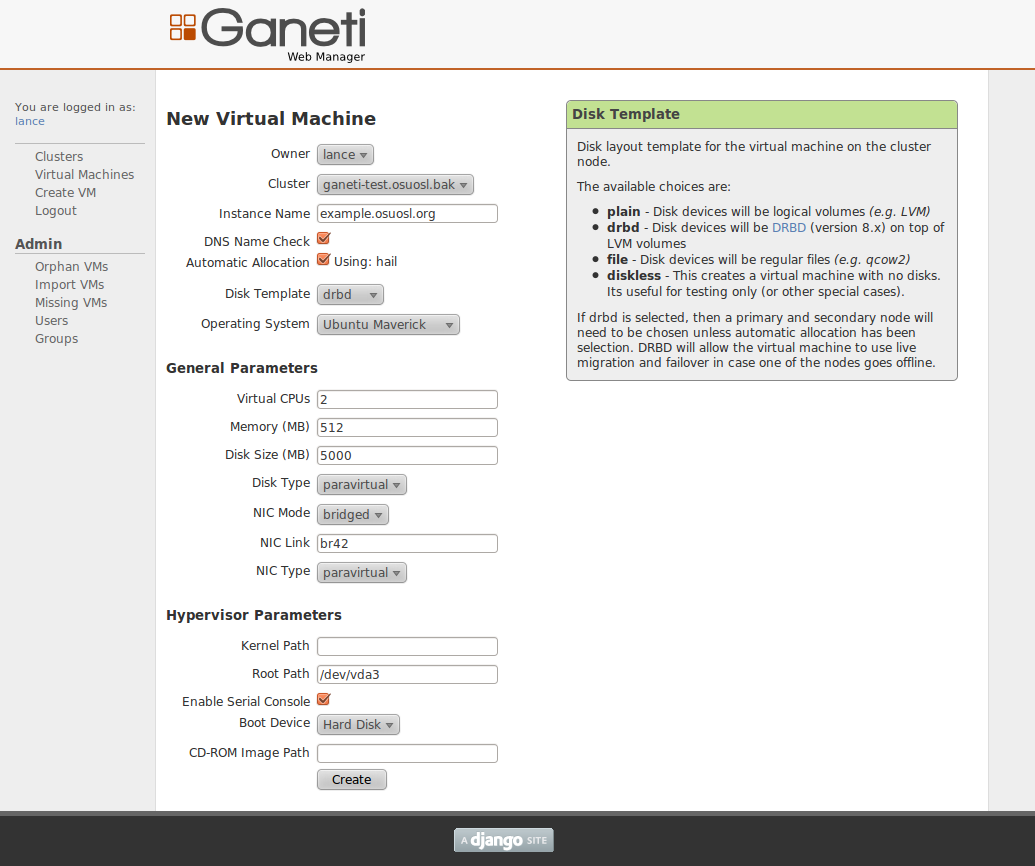 Ganeti
Web Manager
You are logged in as:
lance
Clusters
Virtual Machines
Create VM
Logout
Admin
Orphan VMs
Import VMs
Missing VMs
Users
Groups
New Virtual Machine
Owner lance
Cluster ganeti-test.osuosl.bak
Instance Name example.osuosl.org
DNS Name Check
Automatic Allocation Using: hail
Disk Template drbd
Operating System Ubuntu Maverick
General Parameters
Virtual CPUs 2
Memory (MB) 512
Disk Size (MB) 5000
Disk Type paravirtual
NIC Mode bridged
NIC Link br42
NIC Type paravirtual
Hypervisor Parameters
Kernel Path
Root Path /dev/vda3
Enable Serial Console
Boot Device Hard Disk
CD-ROM Image Path
Create
Disk Template
Disk layout template for the virtual machine on the cluster
node.
The available choices are:
• plain - Disk devices will be logical volumes (e.g. LVM)
• drbd - Disk devices will be DRBD (version 8.x) on top of
LVM volumes
• file - Disk devices will be regular files (e.g. qcow2)
• diskless - This creates a virtual machine with no disks.
Its useful for testing only (or other special cases).
If drbd is selected, then a primary and secondary node will
need to be chosen unless automatic allocation has been
selection. DRBD will allow the virtual machine to use live
migration and failover in case one of the nodes goes offline.
A django SITE